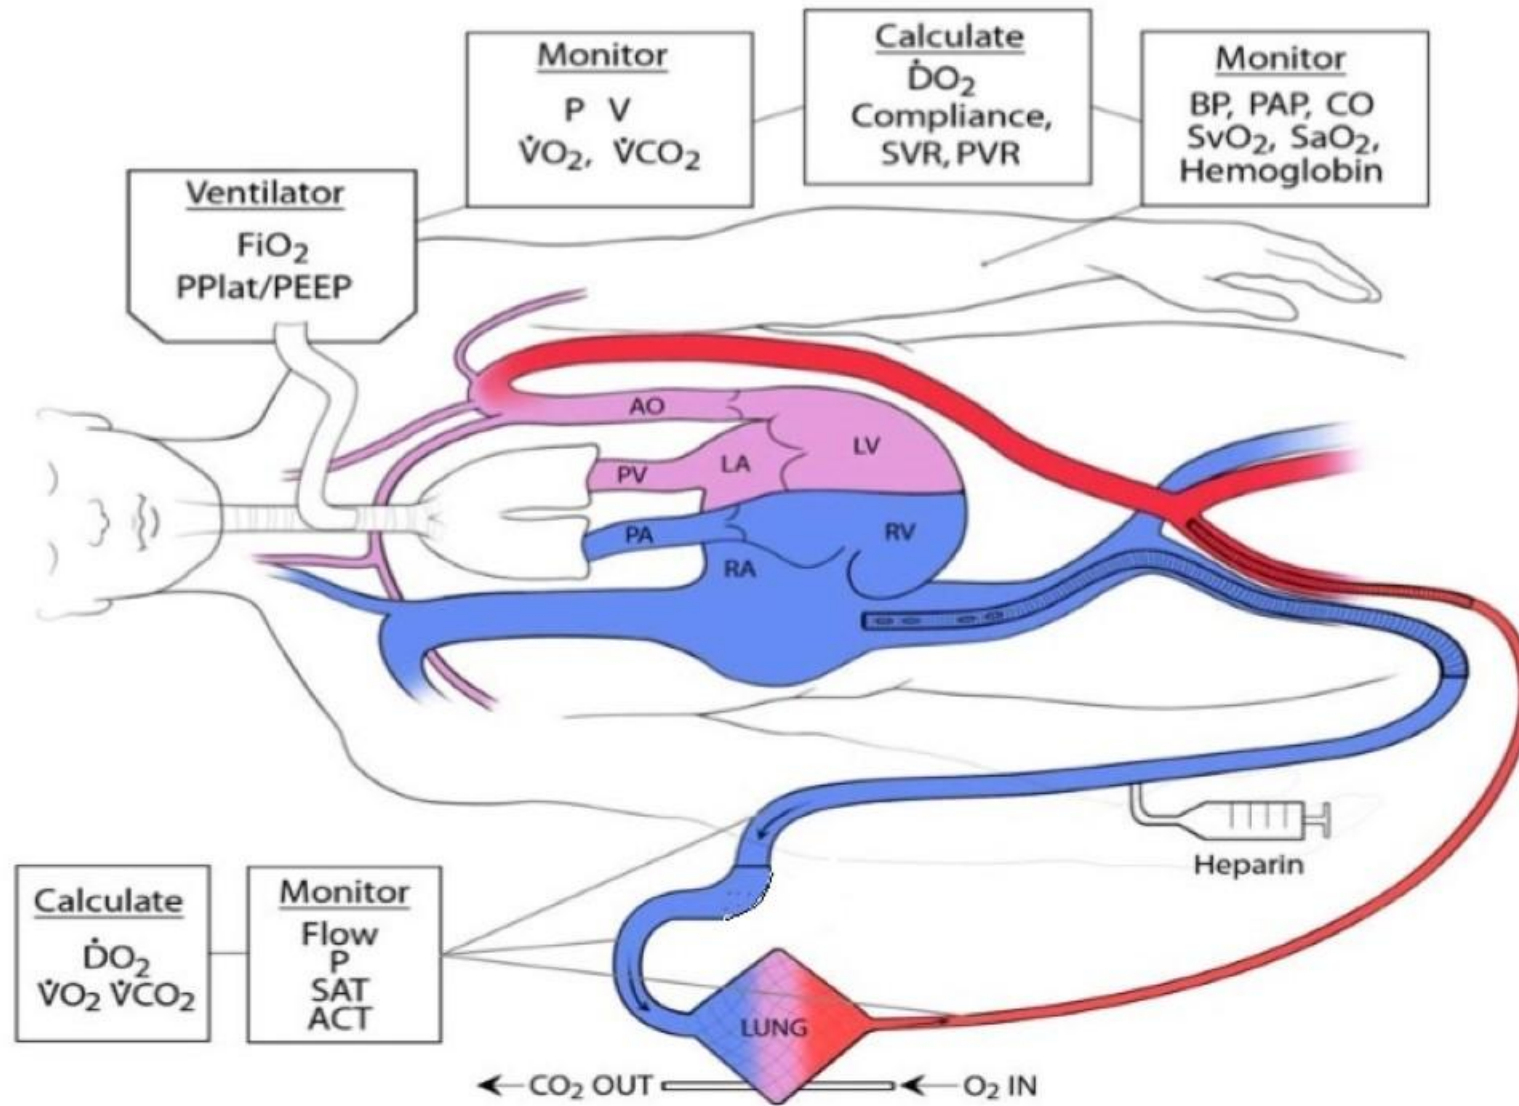 Monitor
P V
V̇O₂, V̇CO₂
Calculate
ḊO₂
Compliance,
SVR, PVR
Monitor
BP, PAP, CO
SvO₂, SaO₂,
Hemoglobin
Ventilator
FiO₂
PPlat/PEEP
AO
LV
LA
PV
PA
RV
RA
Heparin
Calculate
ḊO₂
V̇O₂ V̇CO₂
Monitor
Flow
P
SAT
ACT
LUNG
CO₂ OUT
O₂ IN